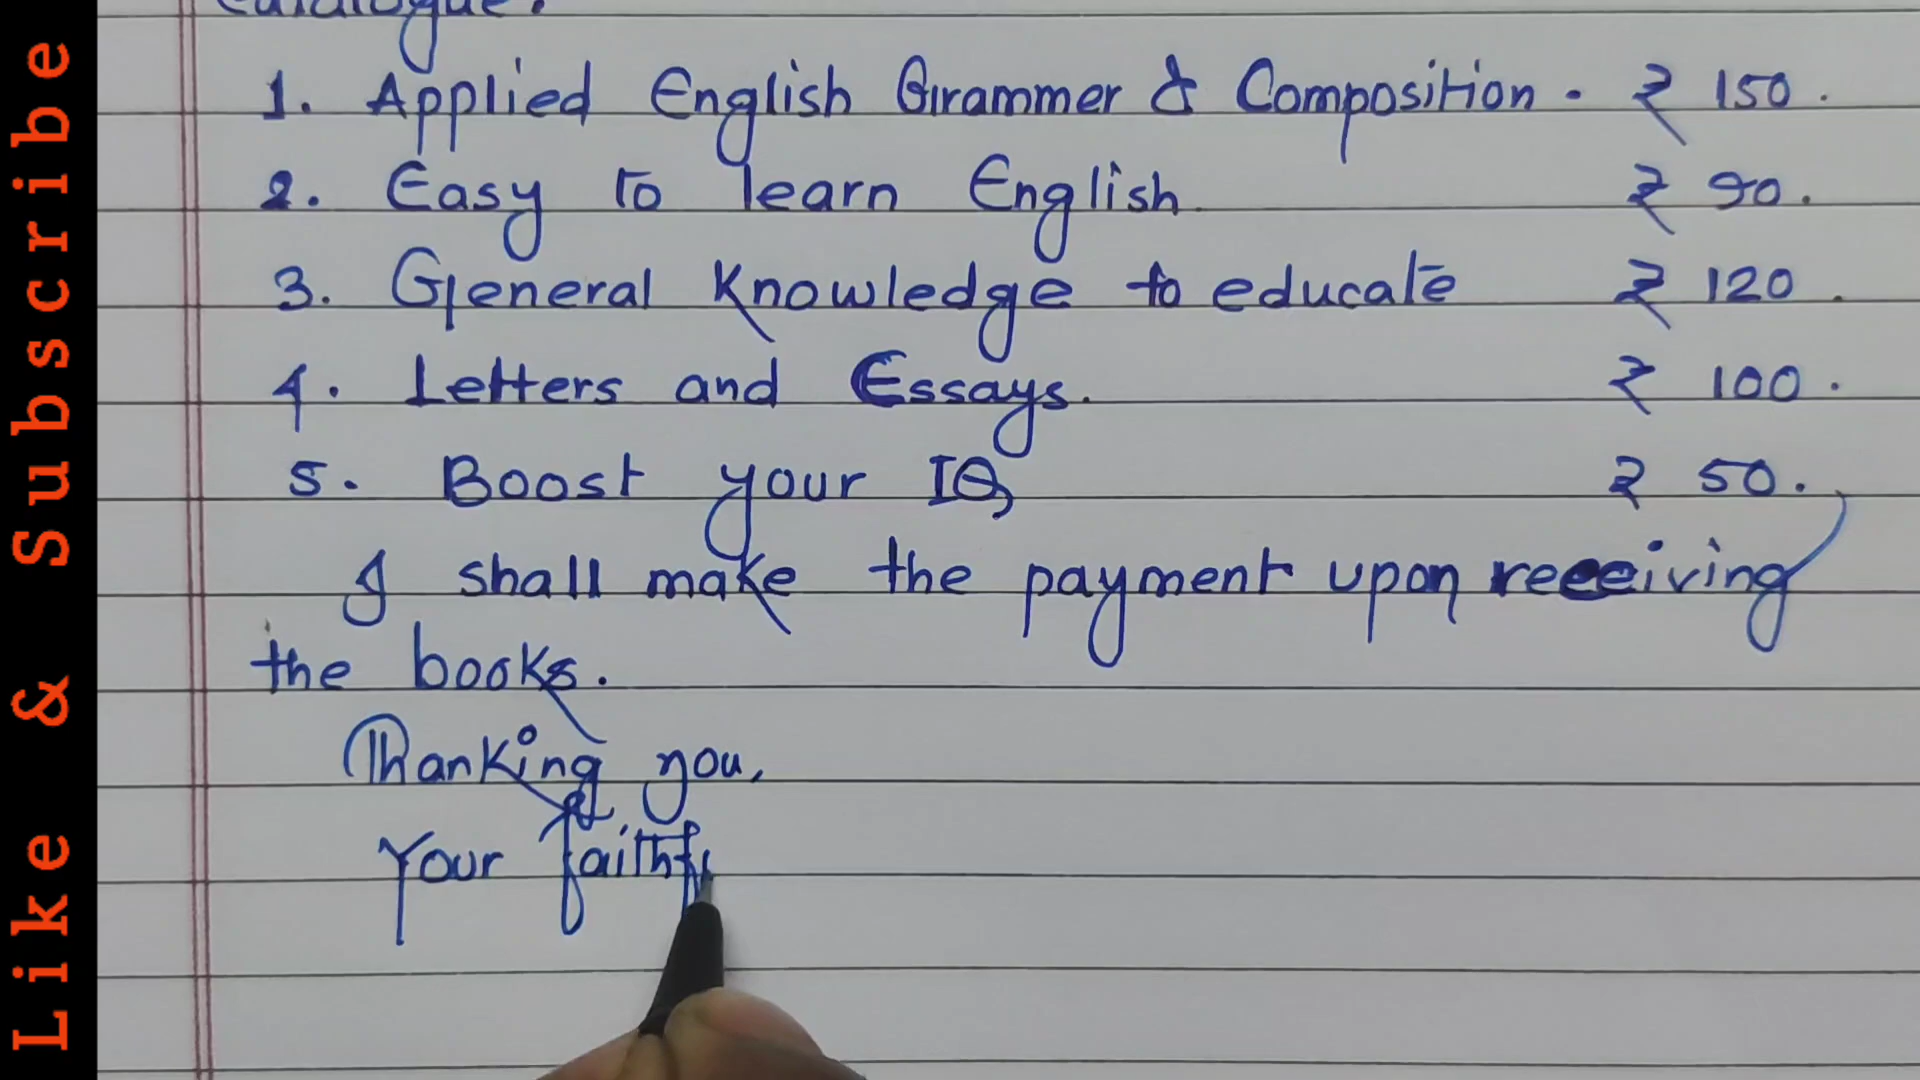 catalogue.
1. Applied English Grammer & Composition. ₹ 150.
2. Easy to learn English ₹ 90.
3. General Knowledge to educate ₹ 120.
4. Letters and Essays. ₹ 100.
5. Boost your IQ ₹ 50.
I shall make the payment upon receiving
the books.
Thanking you,
Your faithfu
Like & Subscribe